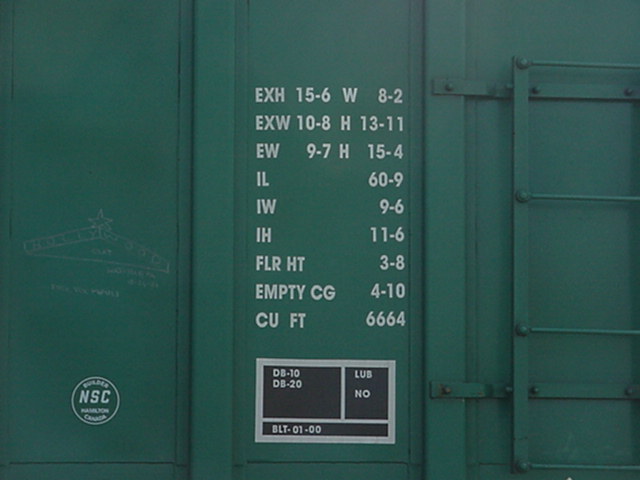 EXH 15-6 W 8-2
EXW 10-8 H 13-11
EW 9-7 H 15-4
IL 60-9
IW 9-6
IH 11-6
FLR HT 3-8
EMPTY CG 4-10
CU FT 6664
DB-10 LUB
DB-20
NO
BLT-01-00
BUILDER
NSC
HAMILTON
CANADA